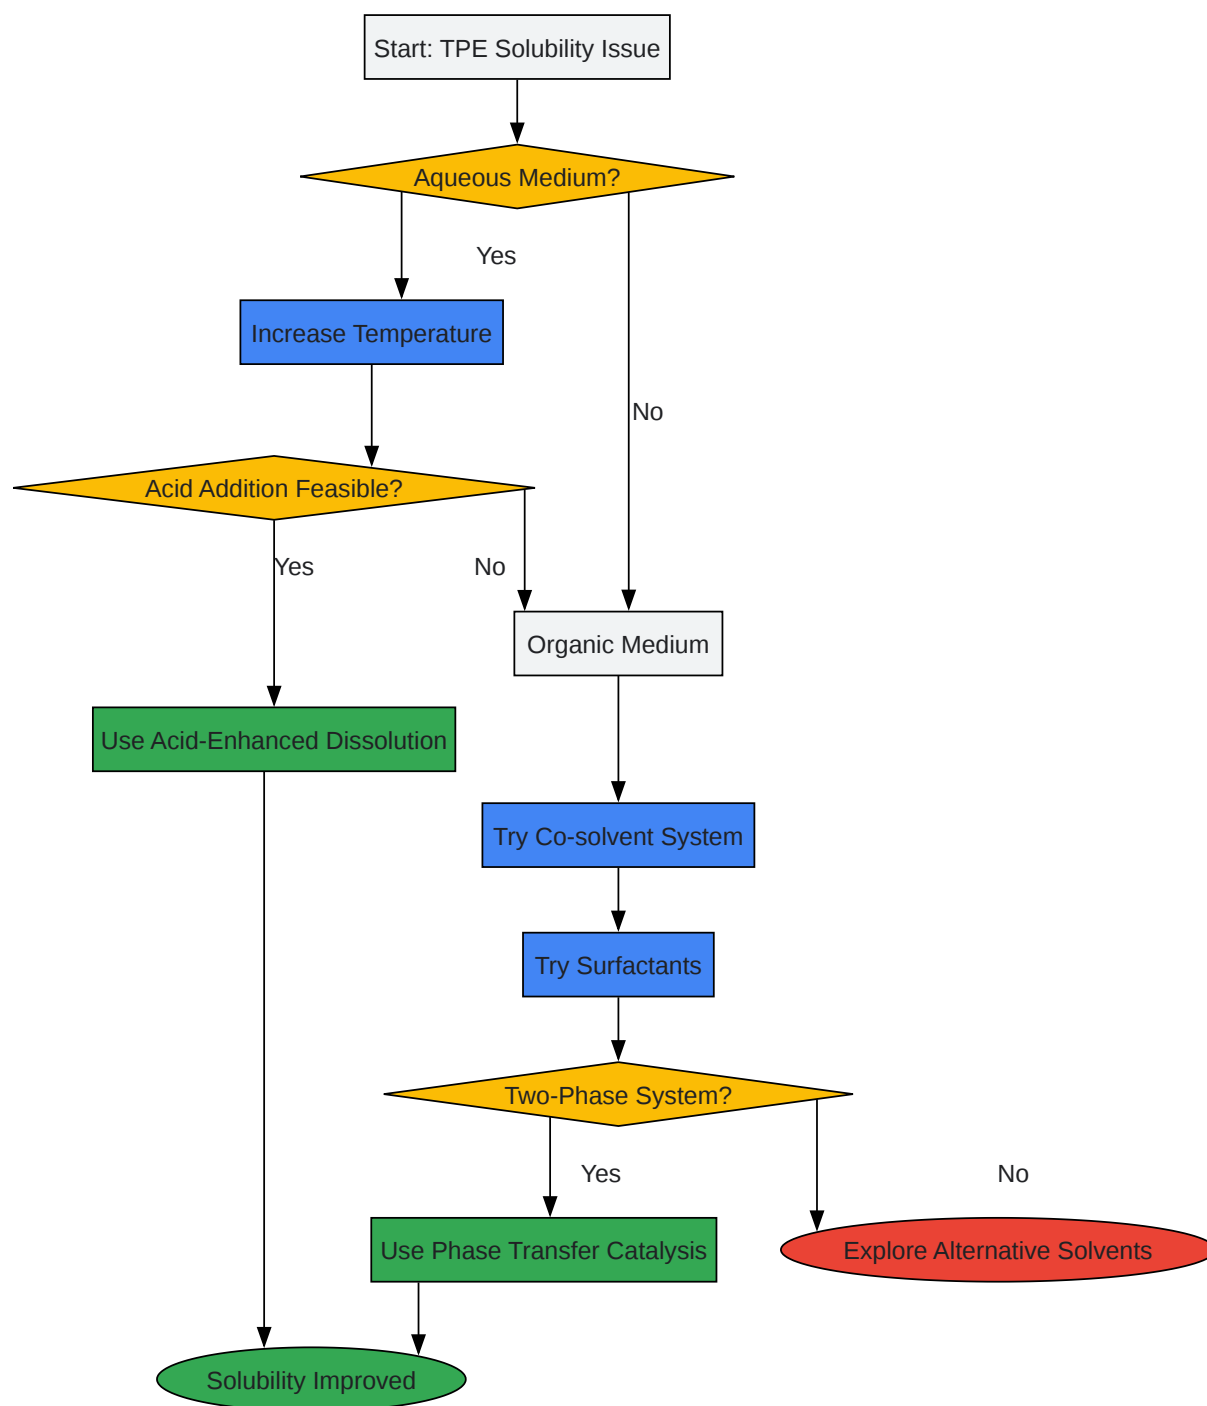 Start: TPE Solubility Issue
Aqueous Medium?
Yes
Increase Temperature
No
Acid Addition Feasible?
Yes
No
Organic Medium
Use Acid-Enhanced Dissolution
Try Co-solvent System
Try Surfactants
Two-Phase System?
Yes
No
Use Phase Transfer Catalysis
Explore Alternative Solvents
Solubility Improved